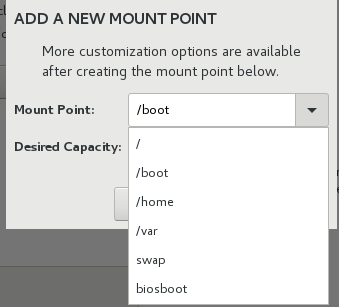 ADD A NEW MOUNT POINT
More customization options are available
after creating the mount point below.
Mount Point: /boot
Desired Capacity:
/
/boot
/home
/var
swap
biosboot